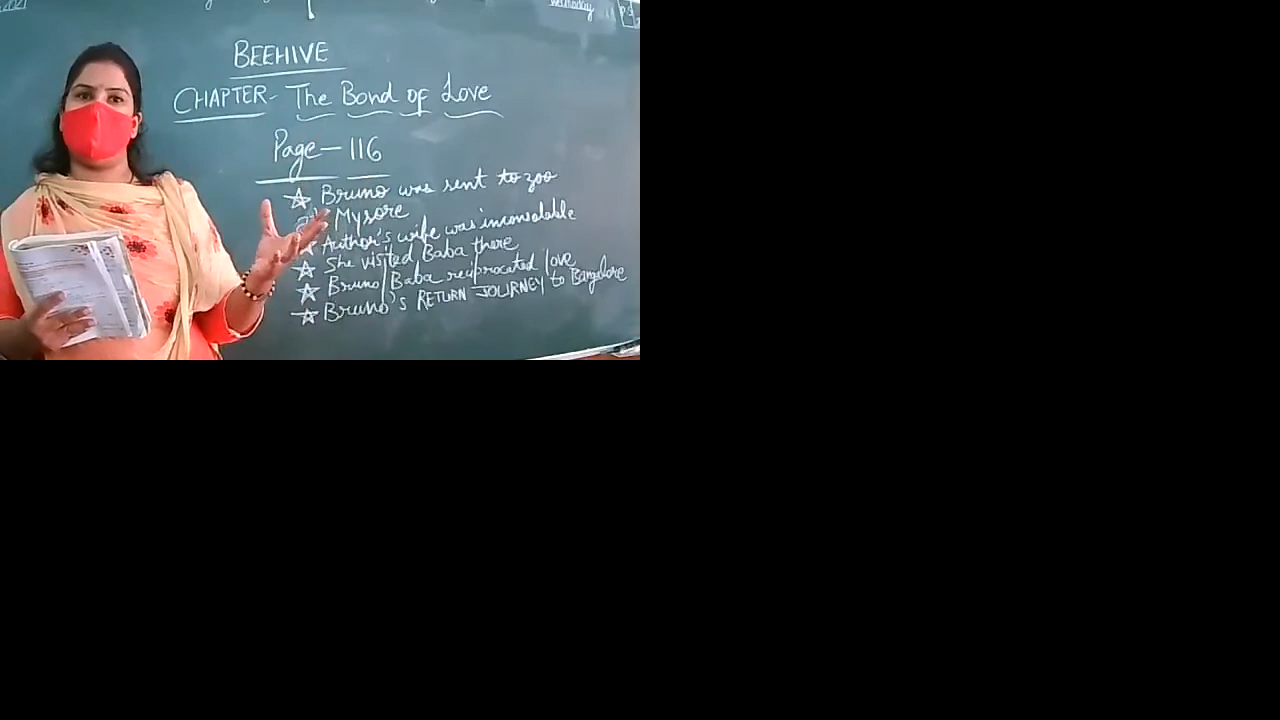 Wednesday
BEEHIVE
CHAPTER- The Bond of Love
Page- 116
☆ Bruno was sent to zoo
Mysore
Author's wife was inconsolable
☆ She visited Baba there
☆ Bruno/Baba reciprocated love
☆ Bruno's RETURN JOURNEY to Bangalore